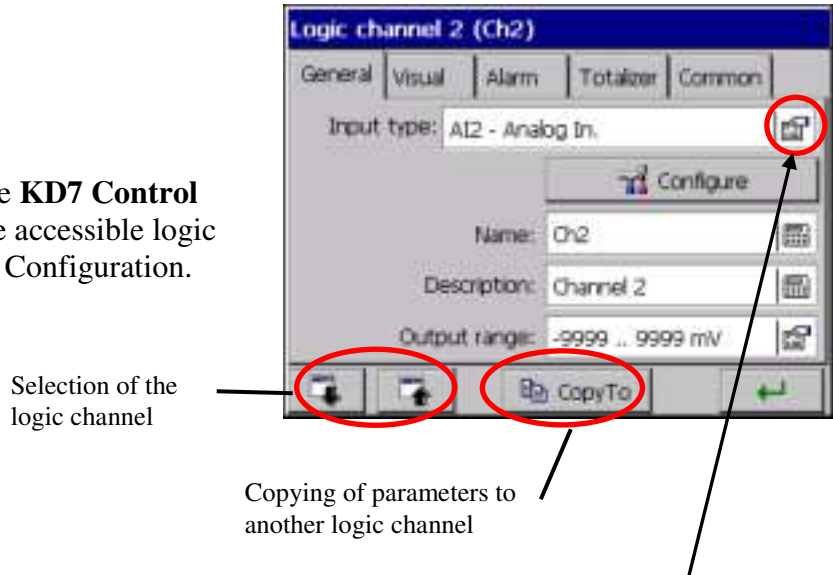 Logic channel 2 (Ch2)
General Visual Alarm Totalizer Common
Input type: AI2 - Analog In.
Configure
Name: Ch2
Description: Channel 2
Output range: -9999 .. 9999 mV
CopyTo
e KD7 Control
e accessible logic
Configuration.
Selection of the
logic channel
Copying of parameters to
another logic channel